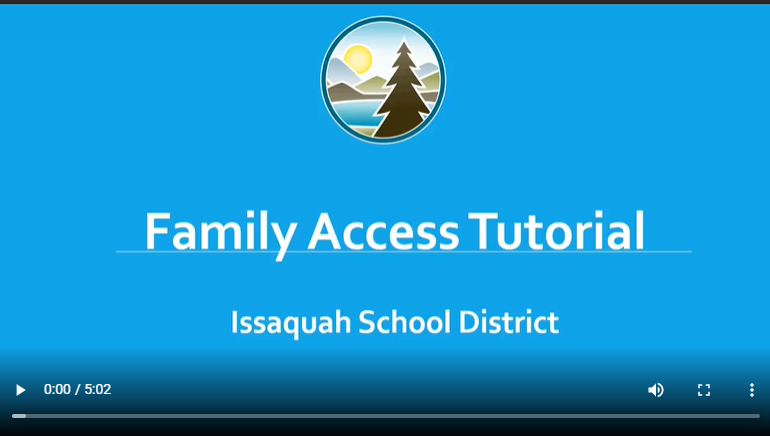 Family Access Tutorial
Issaquah School District
0:00 / 5:02